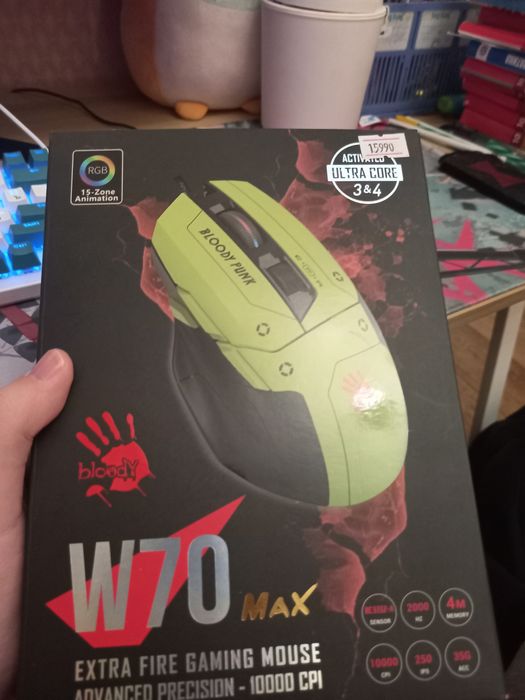 RGB
15-Zone
Animation
15990
ACTIVATED
ULTRA CORE
3&4
BLOODY PUNK
bloody
W70 MAX
EXTRA FIRE GAMING MOUSE
ADVANCED PRECISION - 10000 CPI
SENSOR
2000
HZ
4M
MEMORY
10000
CPI
250
IPS
35G
ACC